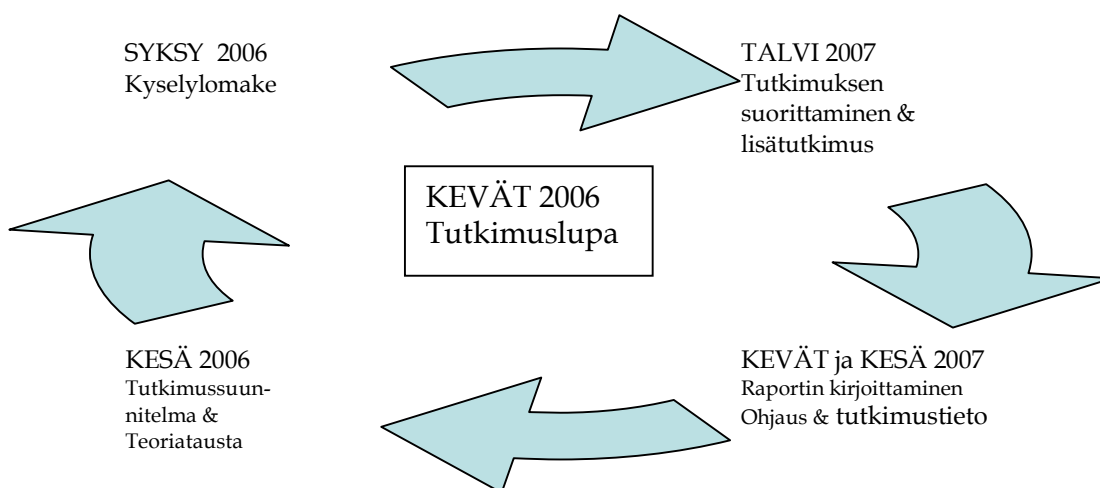 SYKSY 2006
Kyselylomake
TALVI 2007
Tutkimuksen
suorittaminen &
lisätutkimus
KEVÄT 2006
Tutkimuslupa
KESÄ 2006
Tutkimussuun-
nitelma &
Teoriatausta
KEVÄT ja KESÄ 2007
Raportin kirjoittaminen
Ohjaus & tutkimustieto